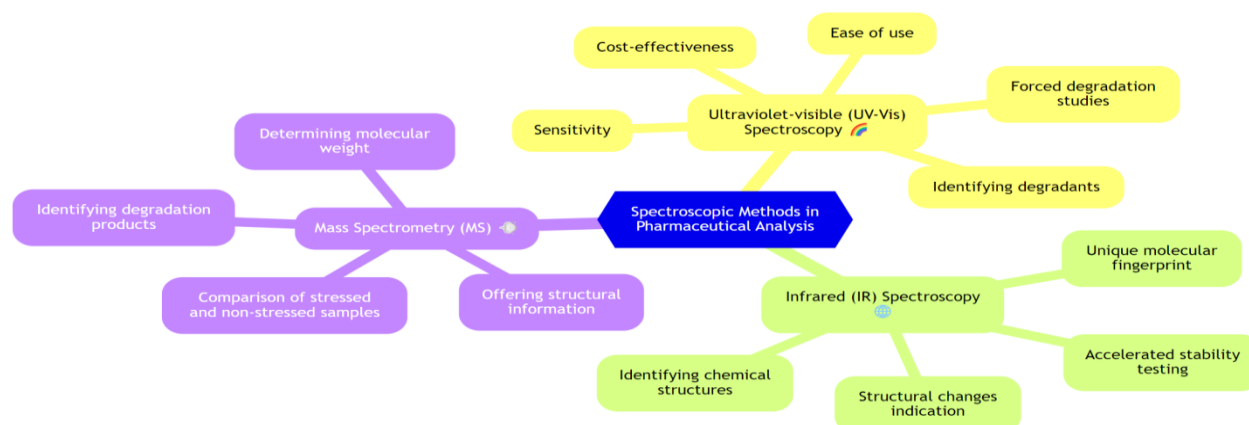 Cost-effectiveness
Ease of use
Forced degradation
studies
Sensitivity
Ultraviolet-visible (UV-Vis)
Spectroscopy 🌈
Identifying degradants
Determining molecular
weight
Identifying degradation
products
Mass Spectrometry (MS)
Comparison of stressed
and non-stressed samples
Offering structural
information
Spectroscopic Methods in
Pharmaceutical Analysis
Unique molecular
fingerprint
Infrared (IR) Spectroscopy
🌐
Accelerated stability
testing
Identifying chemical
structures
Structural changes
indication